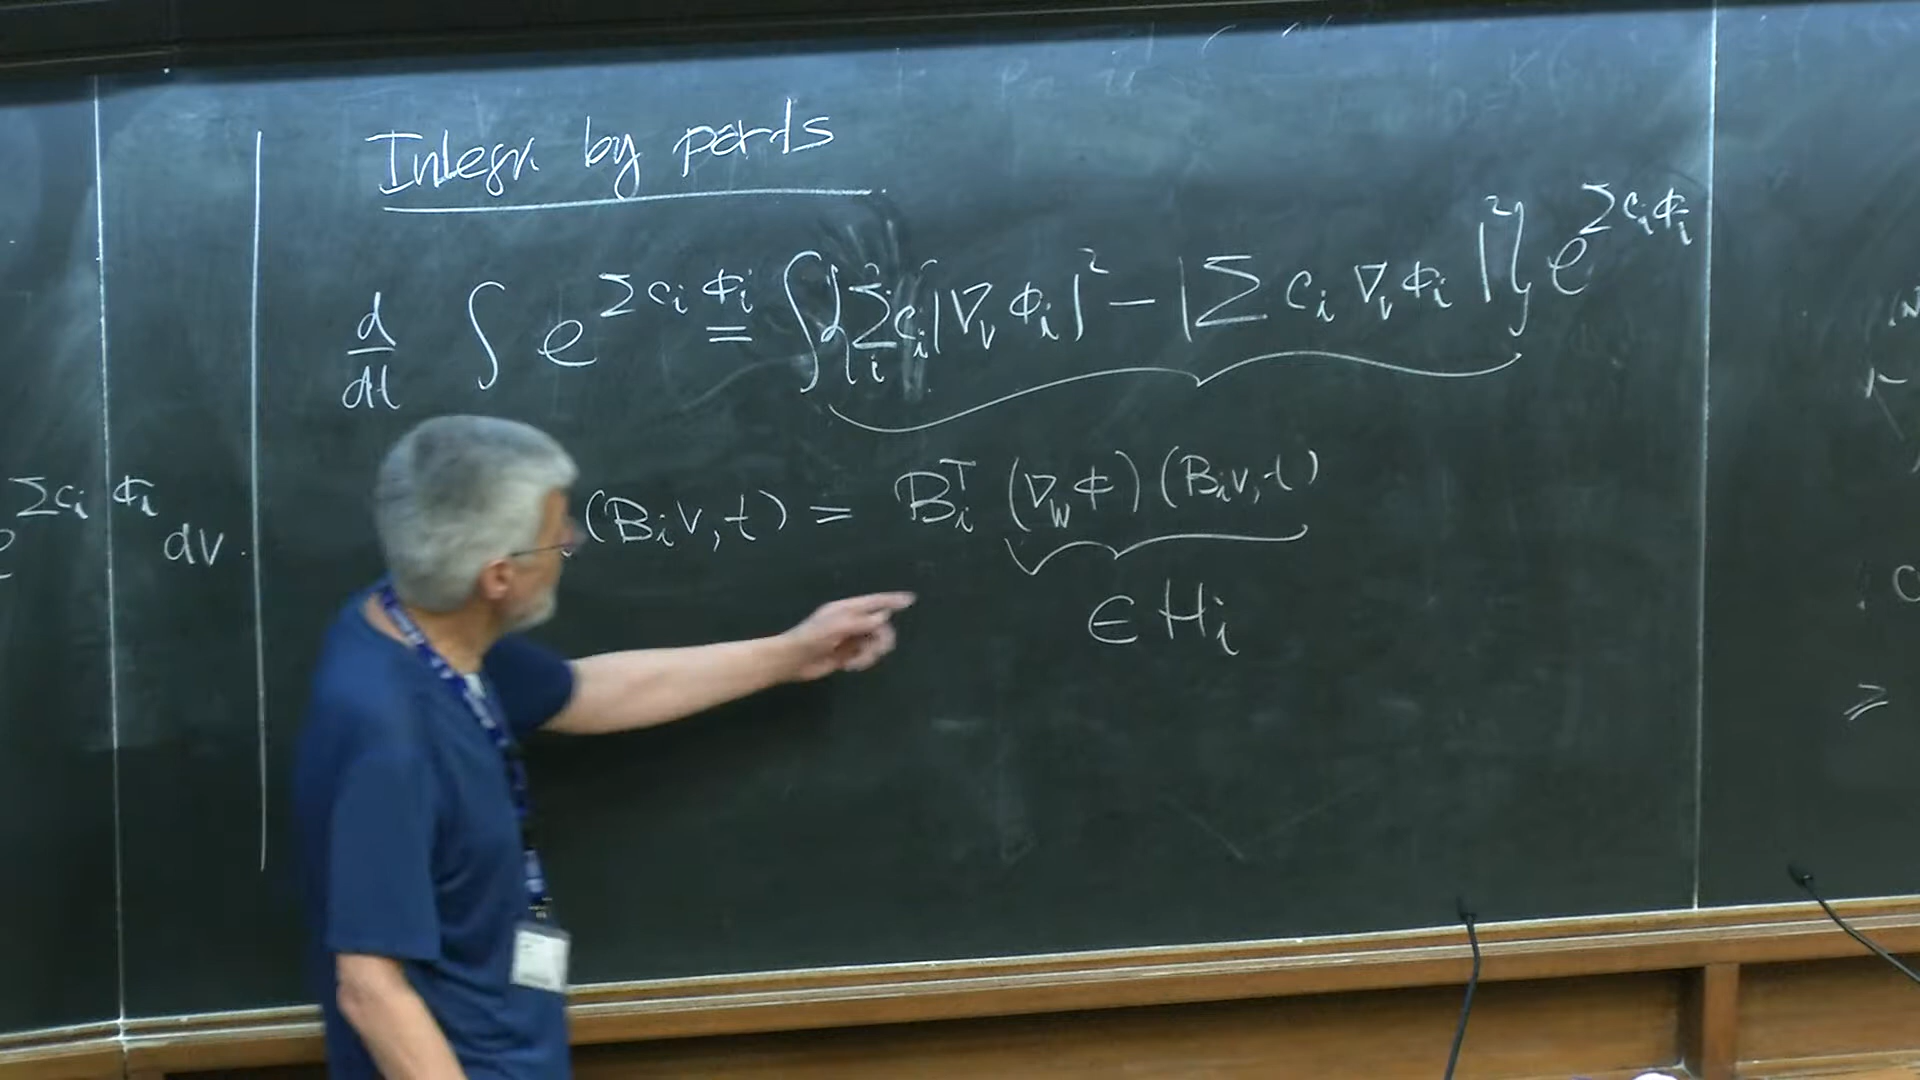 Integr. by parts
d/dt ∫ e^{Σ c_i Φ_i} = ∫{Σ_i c_i |∇_v Φ_i|² − |Σ c_i ∇_v Φ_i|²} e^{Σ c_i Φ_i}
(B_i v, t) = B_i^T (∇_w Φ)(B_i v, t)
∈ H_i
e^{Σ c_i Φ_i} dv.
≥